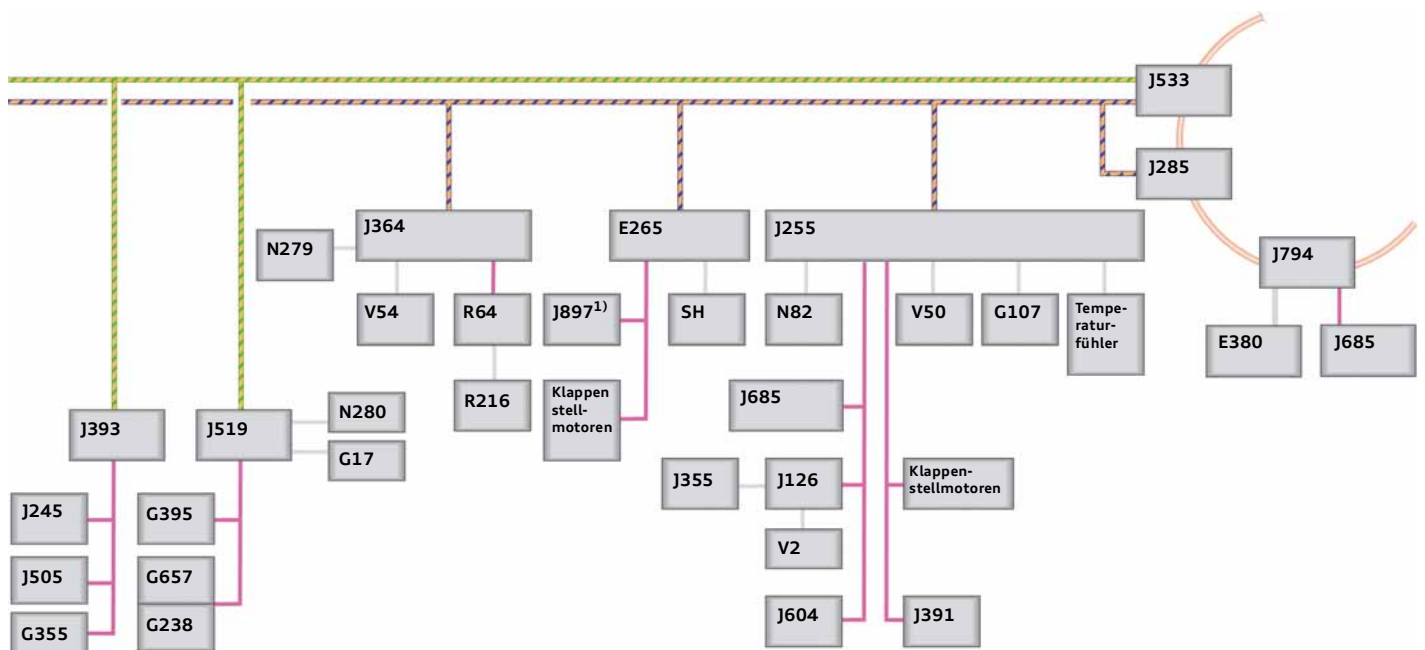 J533
J285
J364
E265
J255
N279
J794
V54
R64
J897¹⁾
SH
N82
V50
G107
Tempe-
ratur-
fühler
E380
J685
R216
Klappen
stell-
motoren
J685
J393
J519
N280
G17
J355
J126
Klappen-
stellmotoren
J245
G395
V2
J505
G657
G355
G238
J604
J391